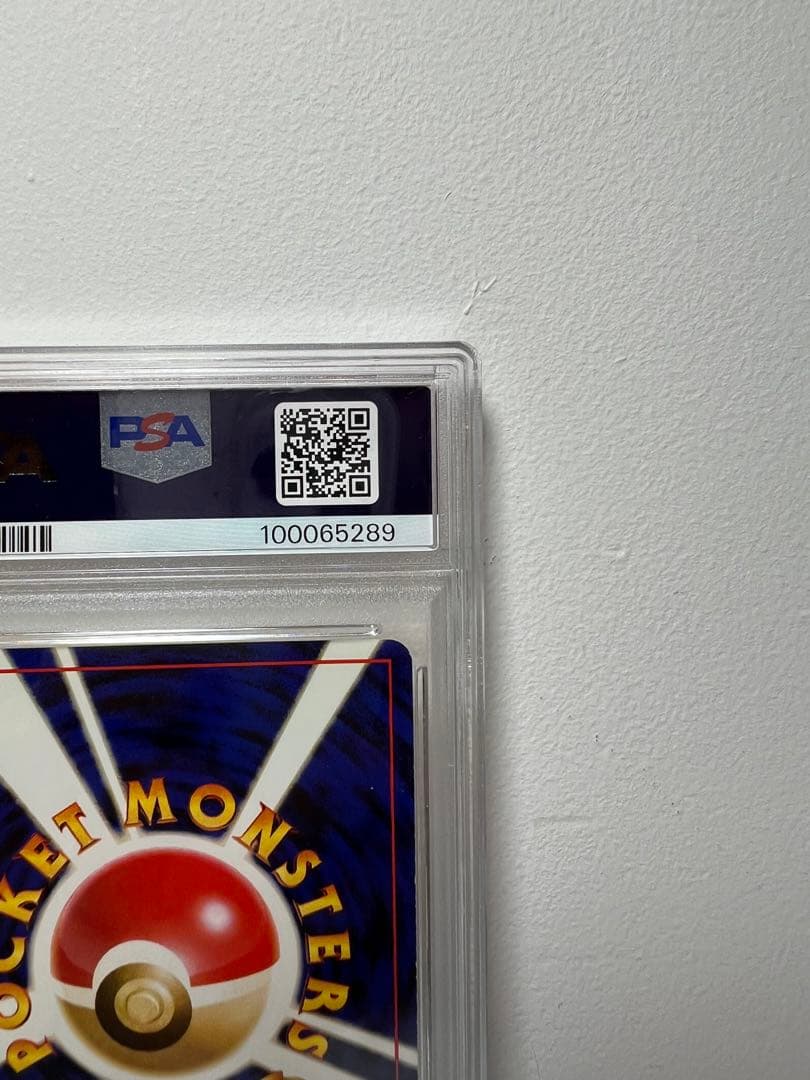 PSA
100065289
POCKET MONSTERS